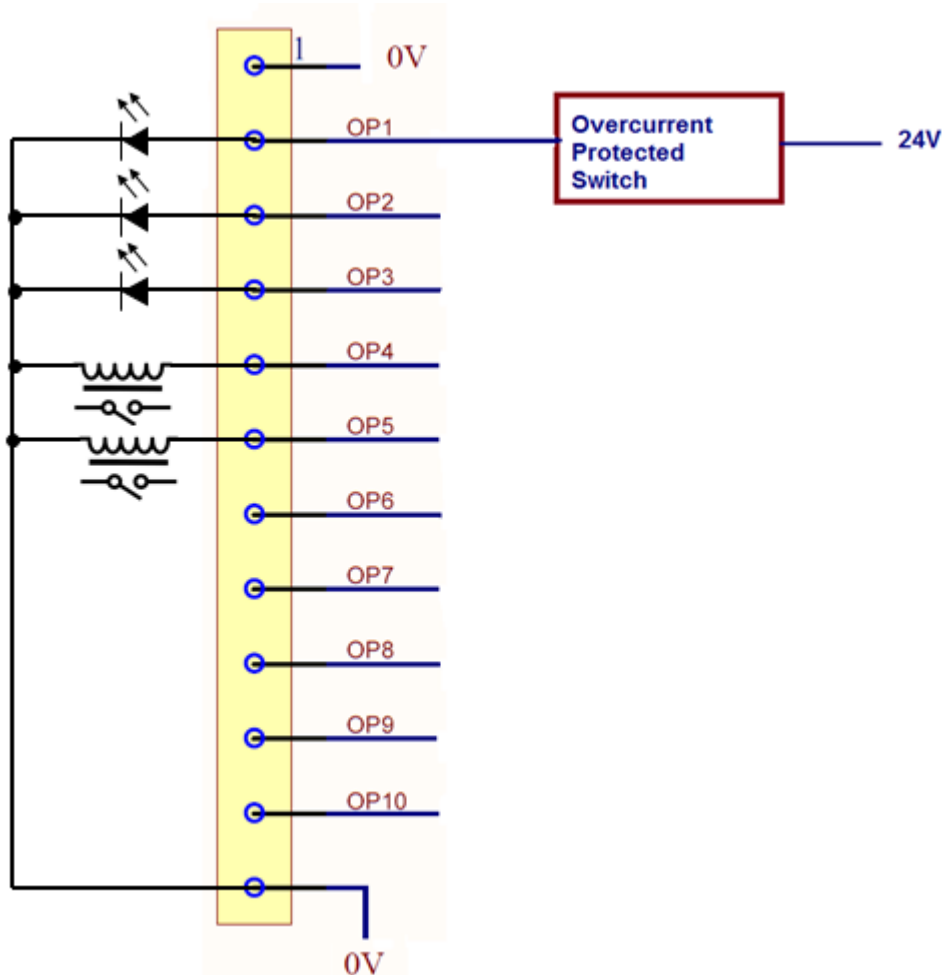 1
0V
OP1
Overcurrent
Protected
Switch
24V
OP2
OP3
OP4
OP5
OP6
OP7
OP8
OP9
OP10
0V